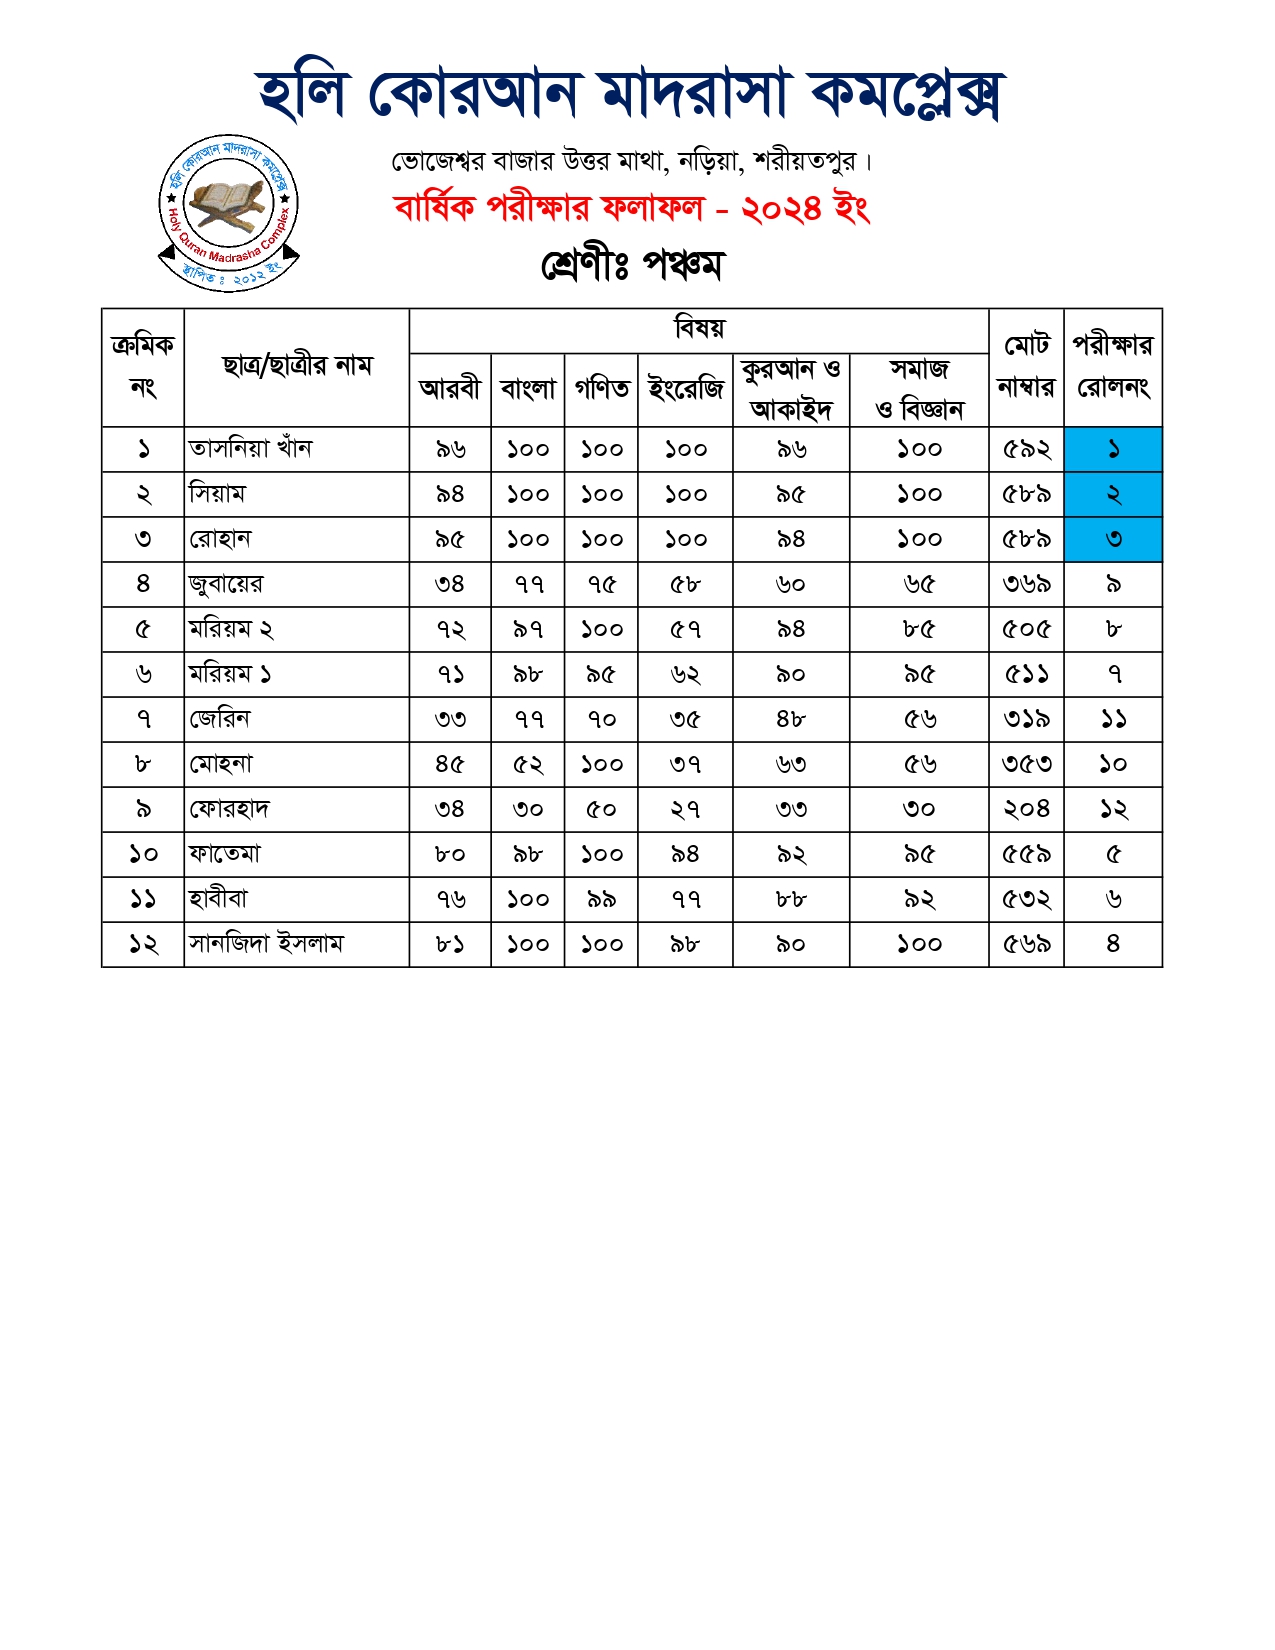 হলি কোরআন মাদরাসা কমপ্লেক্স
ভোজেশ্বর বাজার উত্তর মাথা, নড়িয়া, শরীয়তপুর।
বার্ষিক পরীক্ষার ফলাফল - ২০২৪ ইং
শ্রেণীঃ পঞ্চম
হলি কোরআন মাদরাসা কমপ্লেক্স
Holy Quran Madrasha Complex
স্থাপিত ঃ ২০১২ ইং
ক্রমিক নং ছাত্র/ছাত্রীর নাম বিষয় মোট নাম্বার পরীক্ষার রোলনং
আরবী বাংলা গণিত ইংরেজি কুরআন ও আকাইদ সমাজ ও বিজ্ঞান
১ তাসনিয়া খাঁন ৯৬ ১০০ ১০০ ১০০ ৯৬ ১০০ ৫৯২ ১
২ সিয়াম ৯৪ ১০০ ১০০ ১০০ ৯৫ ১০০ ৫৮৯ ২
৩ রোহান ৯৫ ১০০ ১০০ ১০০ ৯৪ ১০০ ৫৮৯ ৩
৪ জুবায়ের ৩৪ ৭৭ ৭৫ ৫৮ ৬০ ৬৫ ৩৬৯ ৯
৫ মরিয়ম ২ ৭২ ৯৭ ১০০ ৫৭ ৯৪ ৮৫ ৫০৫ ৮
৬ মরিয়ম ১ ৭১ ৯৮ ৯৫ ৬২ ৯০ ৯৫ ৫১১ ৭
৭ জেরিন ৩৩ ৭৭ ৭০ ৩৫ ৪৮ ৫৬ ৩১৯ ১১
৮ মোহনা ৪৫ ৫২ ১০০ ৩৭ ৬৩ ৫৬ ৩৫৩ ১০
৯ ফোরহাদ ৩৪ ৩০ ৫০ ২৭ ৩৩ ৩০ ২০৪ ১২
১০ ফাতেমা ৮০ ৯৮ ১০০ ৯৪ ৯২ ৯৫ ৫৫৯ ৫
১১ হাবীবা ৭৬ ১০০ ৯৯ ৭৭ ৮৮ ৯২ ৫৩২ ৬
১২ সানজিদা ইসলাম ৮১ ১০০ ১০০ ৯৮ ৯০ ১০০ ৫৬৯ ৪